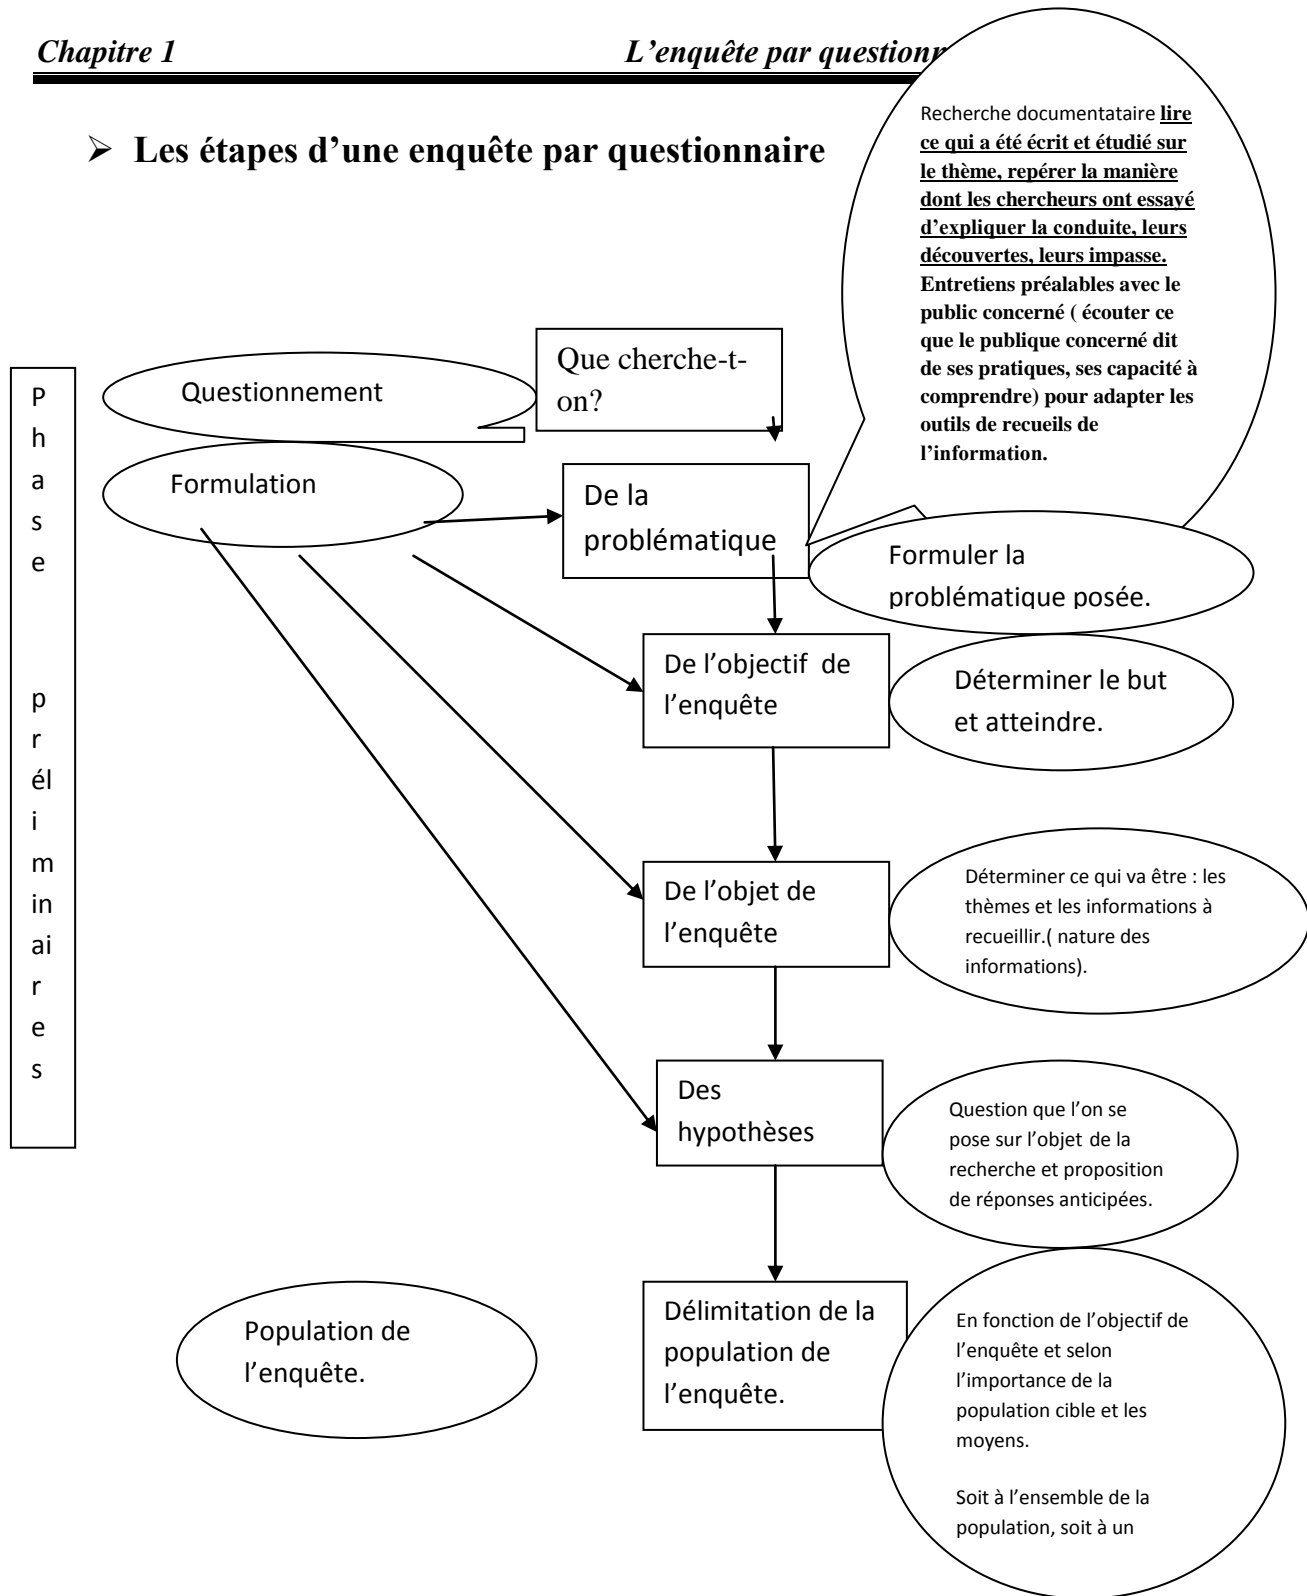 Chapitre 1 L'enquête par questionn
➢ Les étapes d'une enquête par questionnaire
Recherche documentataire lire
ce qui a été écrit et étudié sur
le thème, repérer la manière
dont les chercheurs ont essayé
d'expliquer la conduite, leurs
découvertes, leurs impasse.
Entretiens préalables avec le
public concerné ( écouter ce
que le publique concerné dit
de ses pratiques, ses capacité à
comprendre) pour adapter les
outils de recueils de
l'information.
P
h
a
s
e
p
r
él
i
m
in
ai
r
e
s
Questionnement
Que cherche-t-
on?
Formulation
De la
problématique
Formuler la
problématique posée.
De l'objectif de
l'enquête
Déterminer le but
et atteindre.
De l'objet de
l'enquête
Déterminer ce qui va être : les
thèmes et les informations à
recueillir.( nature des
informations).
Des
hypothèses
Question que l'on se
pose sur l'objet de la
recherche et proposition
de réponses anticipées.
Population de
l'enquête.
Délimitation de la
population de
l'enquête.
En fonction de l'objectif de
l'enquête et selon
l'importance de la
population cible et les
moyens.
Soit à l'ensemble de la
population, soit à un